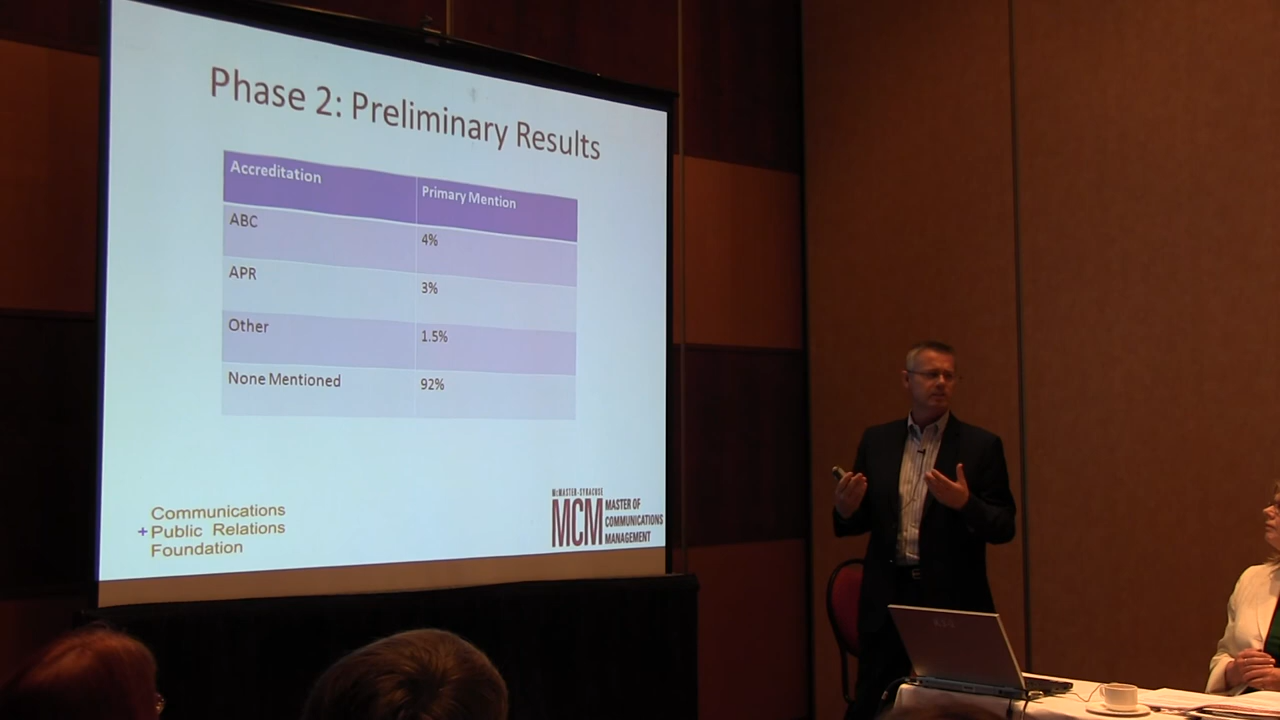 Phase 2: Preliminary Results
Accreditation Primary Mention
ABC 4%
APR 3%
Other 1.5%
None Mentioned 92%
Communications
+Public Relations
Foundation
McMASTER-SYRACUSE
MCM MASTER OF
COMMUNICATIONS
MANAGEMENT